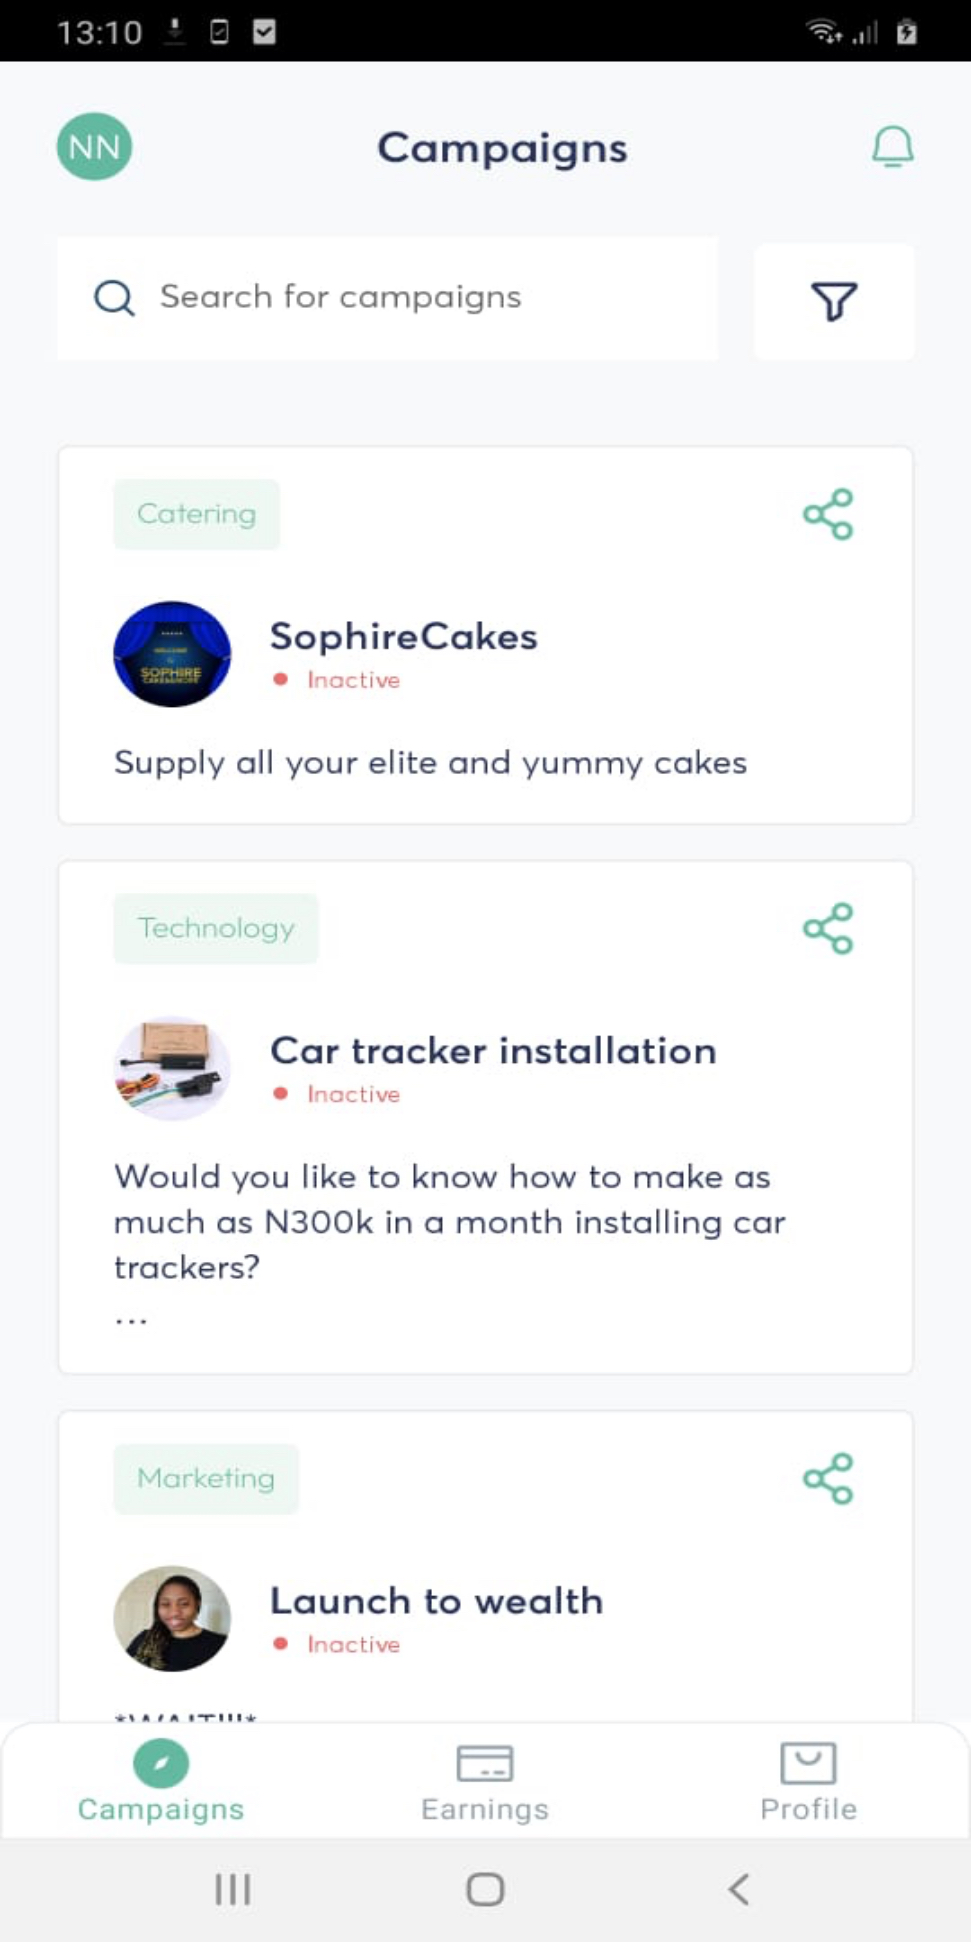 13:10
NN
Campaigns
Search for campaigns
Catering
SOPHIRE
SophireCakes
Inactive
Supply all your elite and yummy cakes
Technology
Car tracker installation
Inactive
Would you like to know how to make as
much as N300k in a month installing car
trackers?
...
Marketing
Launch to wealth
Inactive
*WAIT!!!*
Campaigns
Earnings
Profile